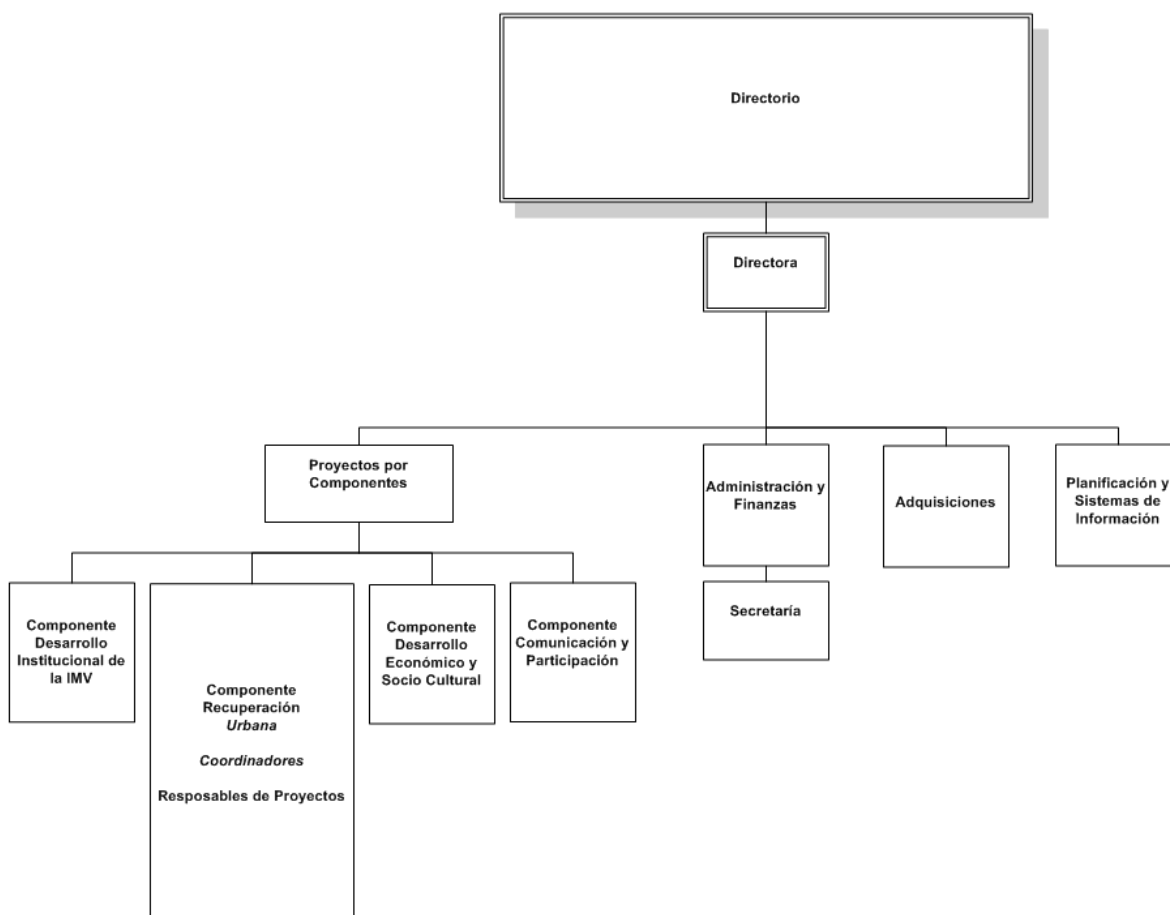 Directorio
Directora
Proyectos por
Componentes
Administración y
Finanzas
Adquisiciones
Planificación y
Sistemas de
Información
Componente
Desarrollo
Institucional de
la IMV
Componente
Recuperación
Urbana
Coordinadores
Resposables de Proyectos
Componente
Desarrollo
Económico y
Socio Cultural
Componente
Comunicación y
Participación
Secretaría